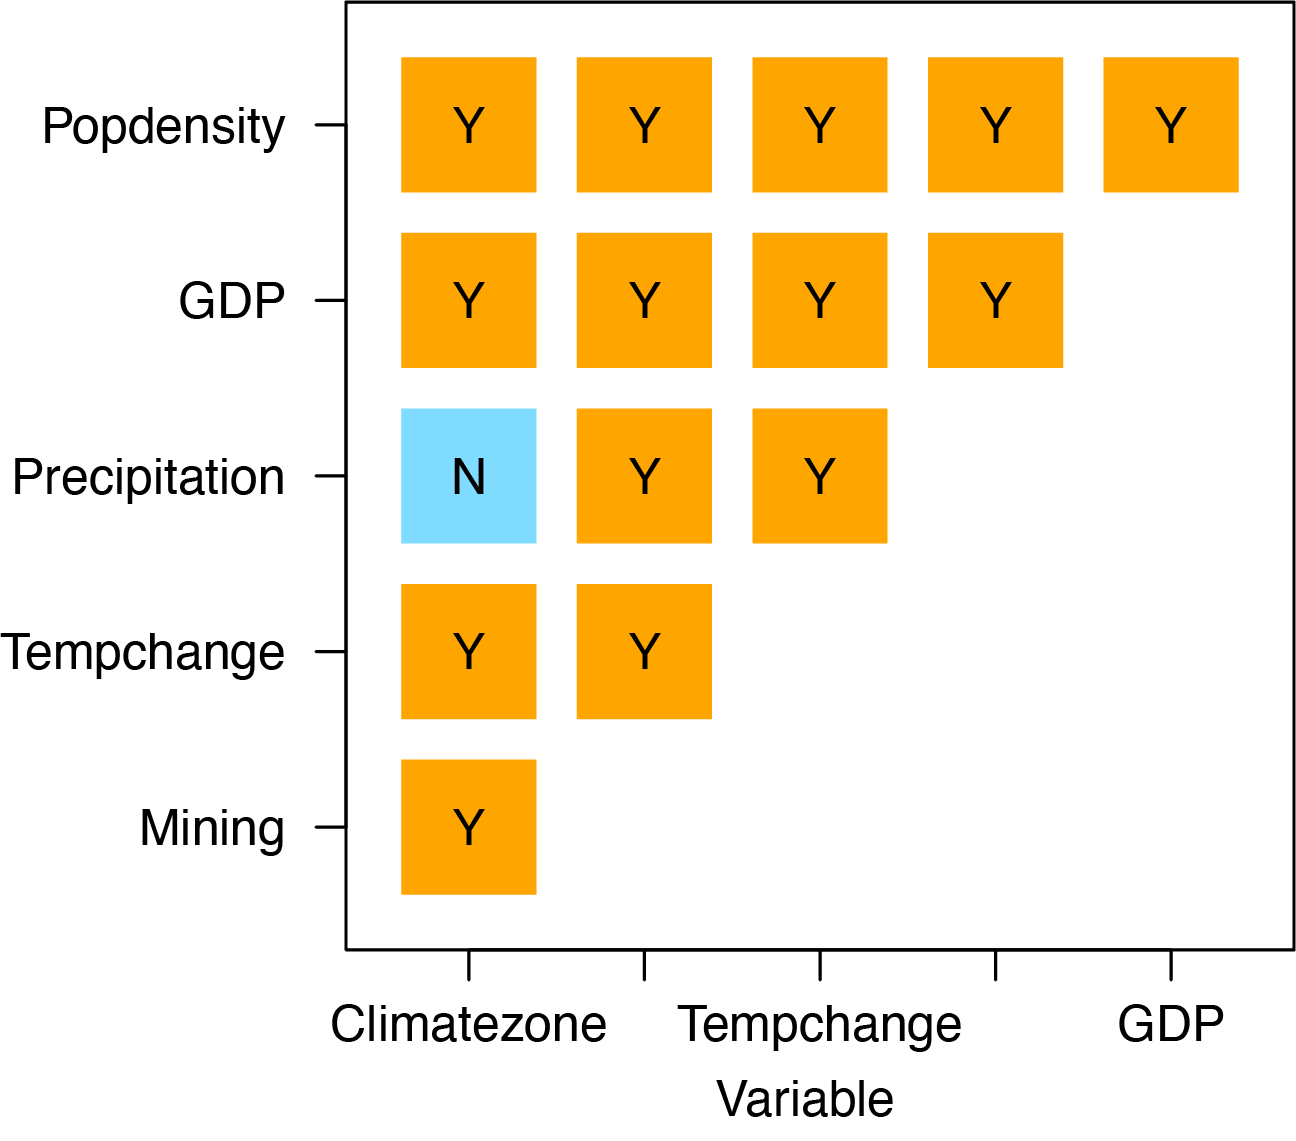 Popdensity Y Y Y Y Y
GDP Y Y Y Y
Precipitation N Y Y
Tempchange Y Y
Mining Y
Climatezone Tempchange GDP
Variable